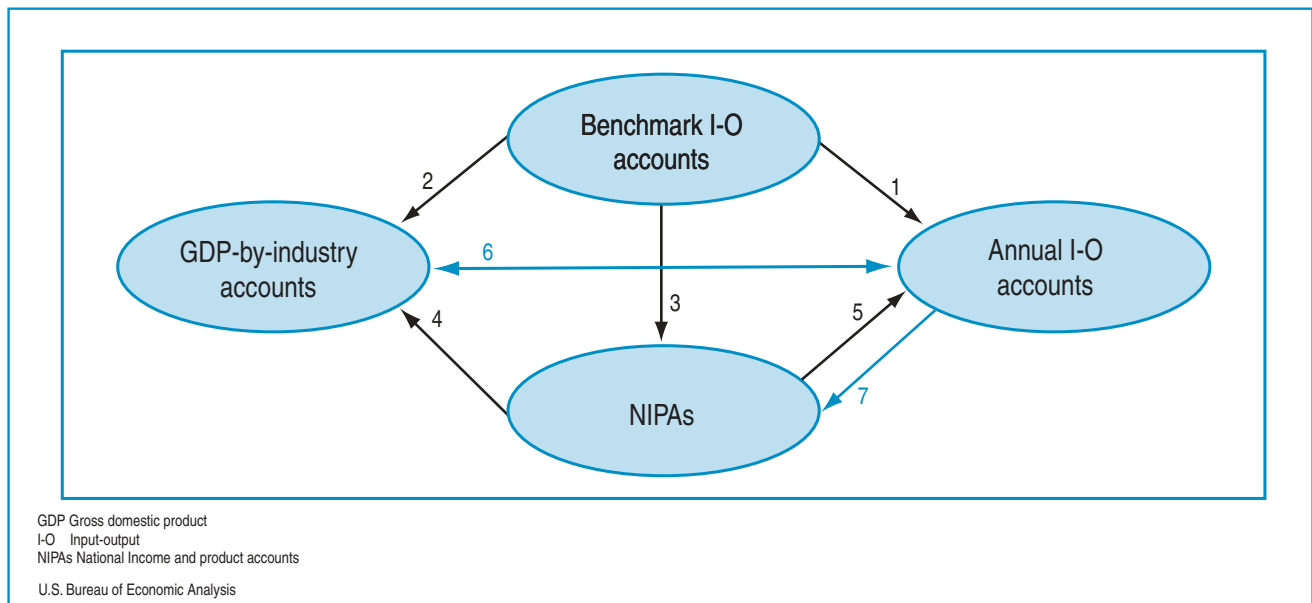 Benchmark I-O
accounts
2
1
GDP-by-industry
accounts
6
Annual I-O
accounts
3
4
5
NIPAs
7
GDP Gross domestic product
I-O Input-output
NIPAs National Income and product accounts
U.S. Bureau of Economic Analysis